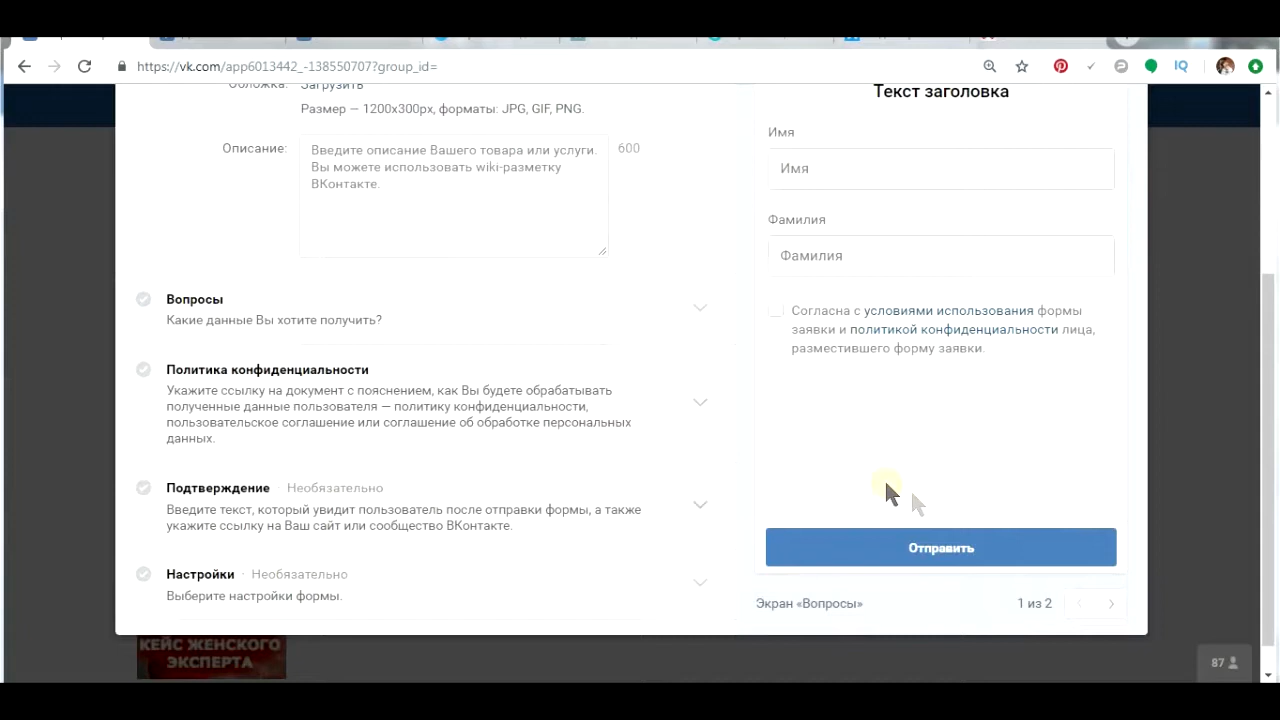 https://vk.com/app6013442_-138550707?group_id=
IQ
Обложка: Загрузить
Размер — 1200x300px, форматы: JPG, GIF, PNG.
Описание:
Введите описание Вашего товара или услуги.
Вы можете использовать wiki-разметку
ВКонтакте.
600
Вопросы
Какие данные Вы хотите получить?
Политика конфиденциальности
Укажите ссылку на документ с пояснением, как Вы будете обрабатывать
полученные данные пользователя — политику конфиденциальности,
пользовательское соглашение или соглашение об обработке персональных
данных.
Подтверждение · Необязательно
Введите текст, который увидит пользователь после отправки формы, а также
укажите ссылку на Ваш сайт или сообщество ВКонтакте.
Настройки · Необязательно
Выберите настройки формы.
Текст заголовка
Имя
Имя
Фамилия
Фамилия
Согласна с условиями использования формы
заявки и политикой конфиденциальности лица,
разместившего форму заявки.
Отправить
Экран «Вопросы»
1 из 2
КЕЙС ЖЕНСКОГО
ЭКСПЕРТА
87